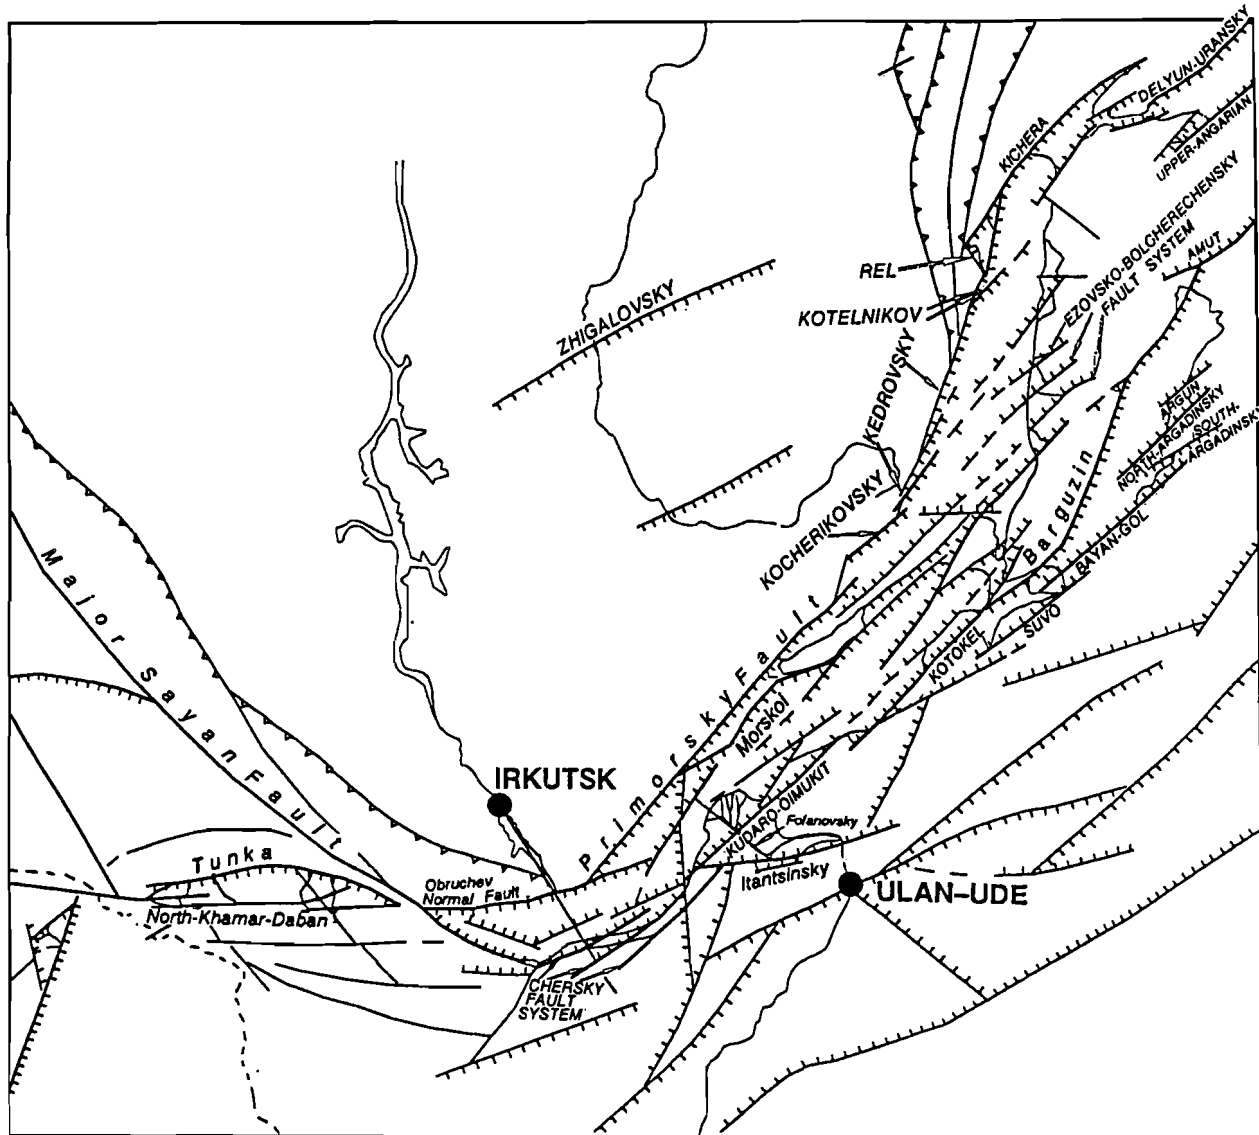 DELYUN-URANSKY
UPPER-ANGARIAN
KICHERA
EZOVSKO-BOLCHERECHENSKY
FAULT SYSTEM
AMUT
REL
KOTELNIKOV
ZHIGALOVSKY
KEDROVSKY
KOCHERIKOVSKY
ARGUN
NORTH-ARGADINSKY
SOUTH-
ARGADINSKY
Barguzin
BAYAN-GOL
SUVO
KOTOKEL
Major Sayan Fault
Primorsky Fault
Morskoi
IRKUTSK
KUDARO-OIMUKIT
Folanovsky
Itantsinsky
ULAN-UDE
Tunka
North-Khamar-Daban
Obruchev
Normal Fault
CHERSKY
FAULT
SYSTEM